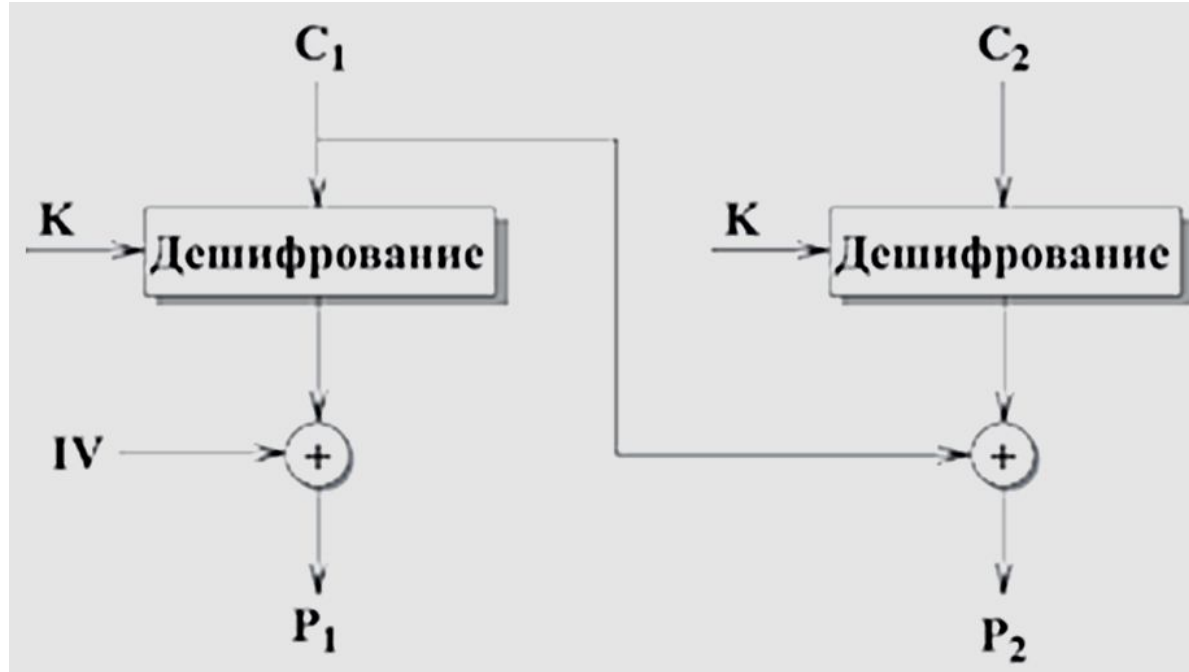 C₁ C₂
K K
Дешифрование Дешифрование
IV + +
P₁ P₂